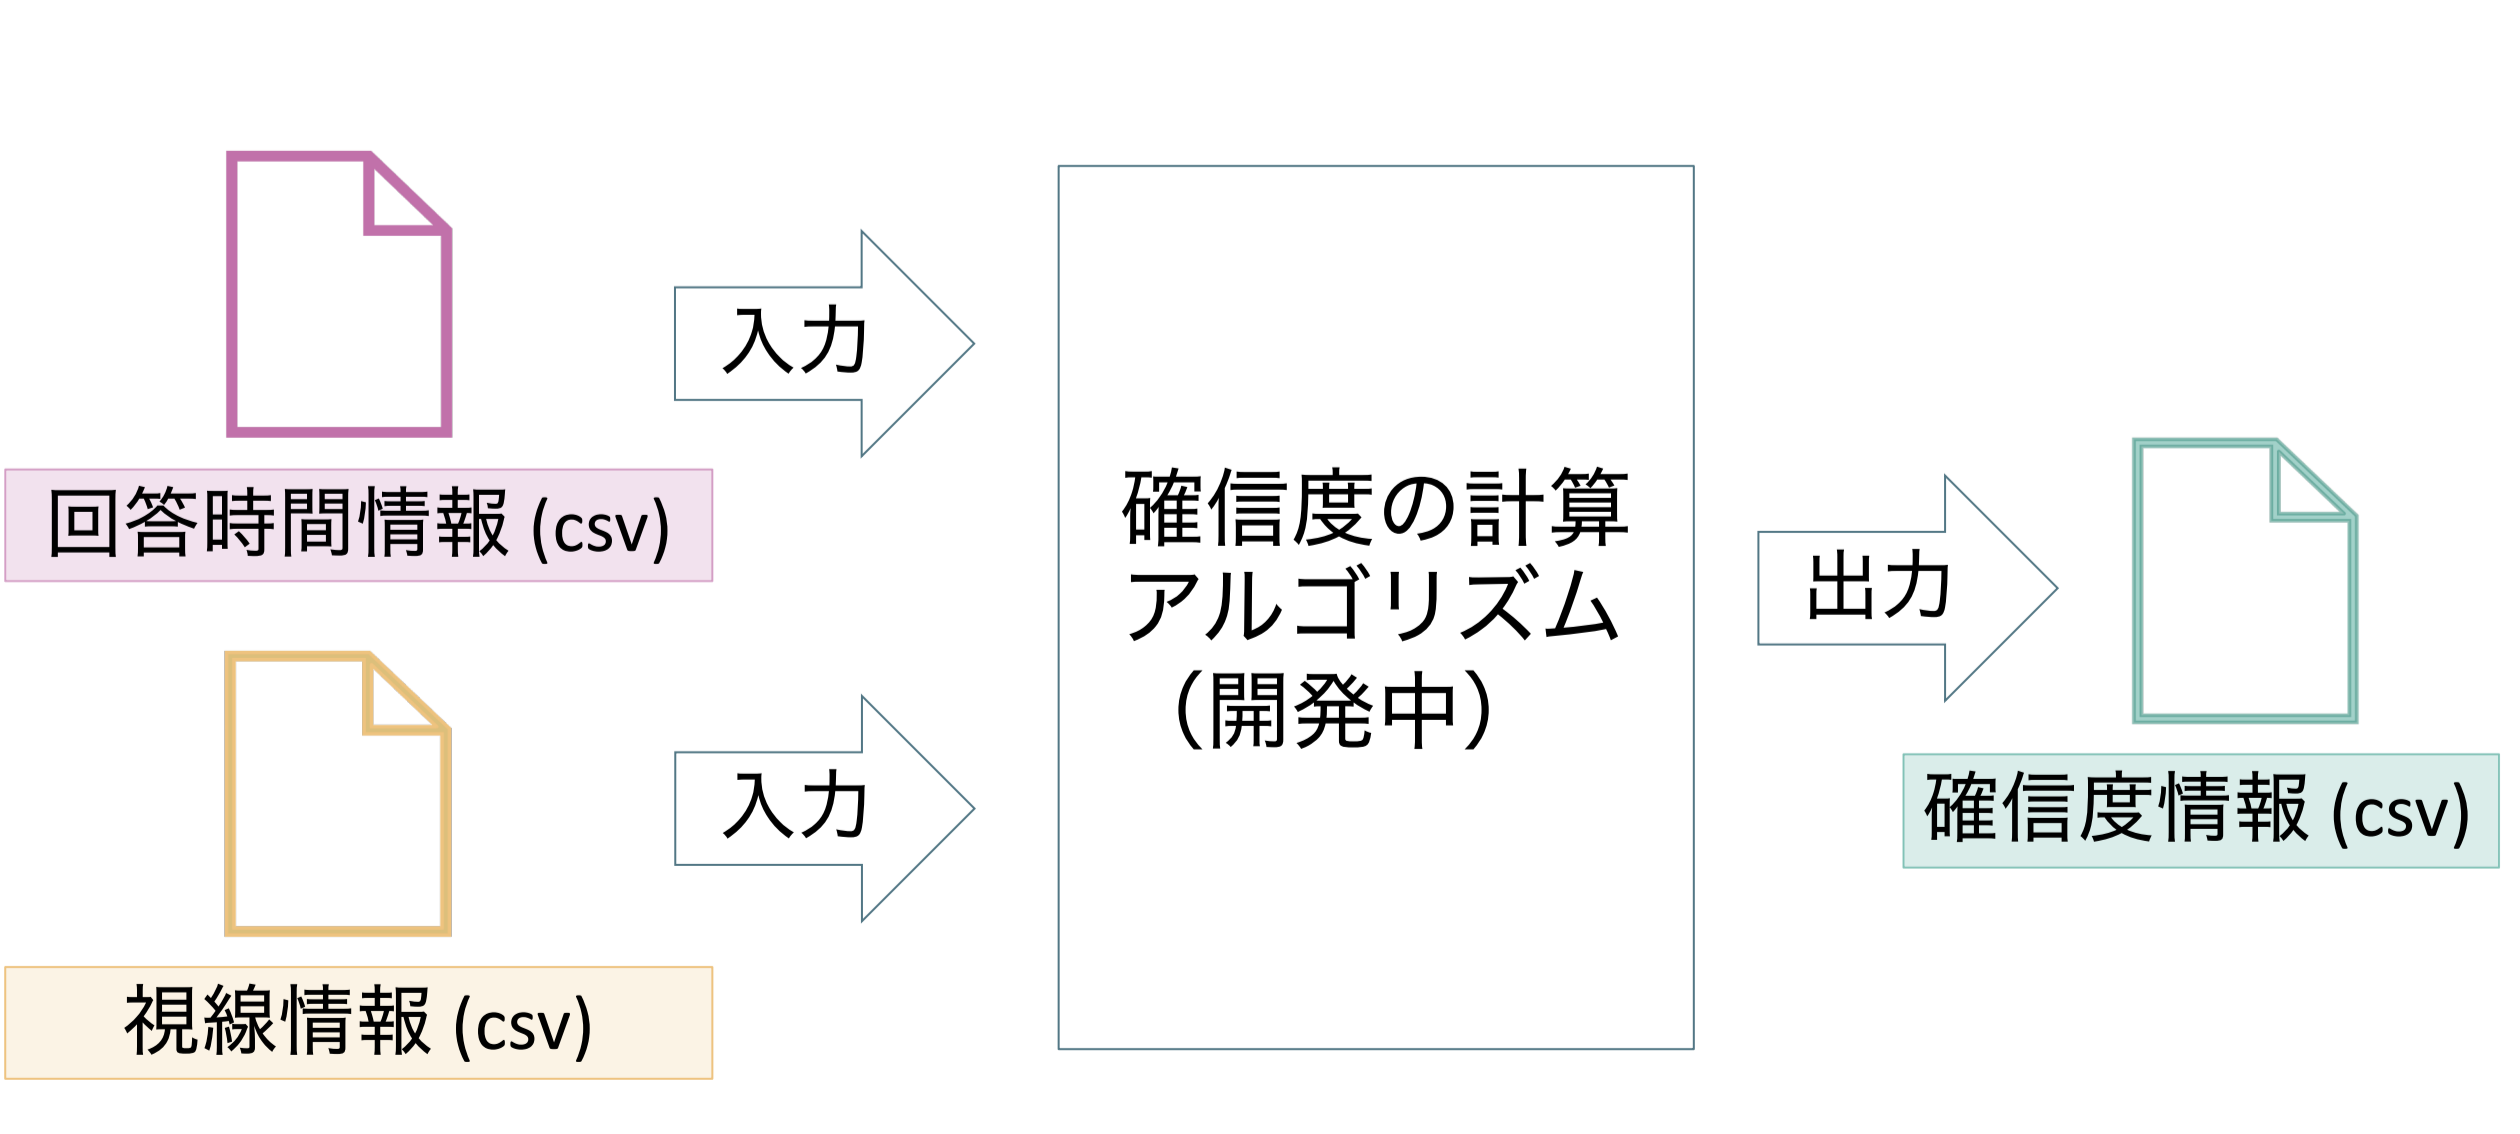 回答時間情報(csv)
入力
視線情報(csv)
入力
確信度の計算
アルゴリズム
(開発中)
出力
確信度情報(csv)